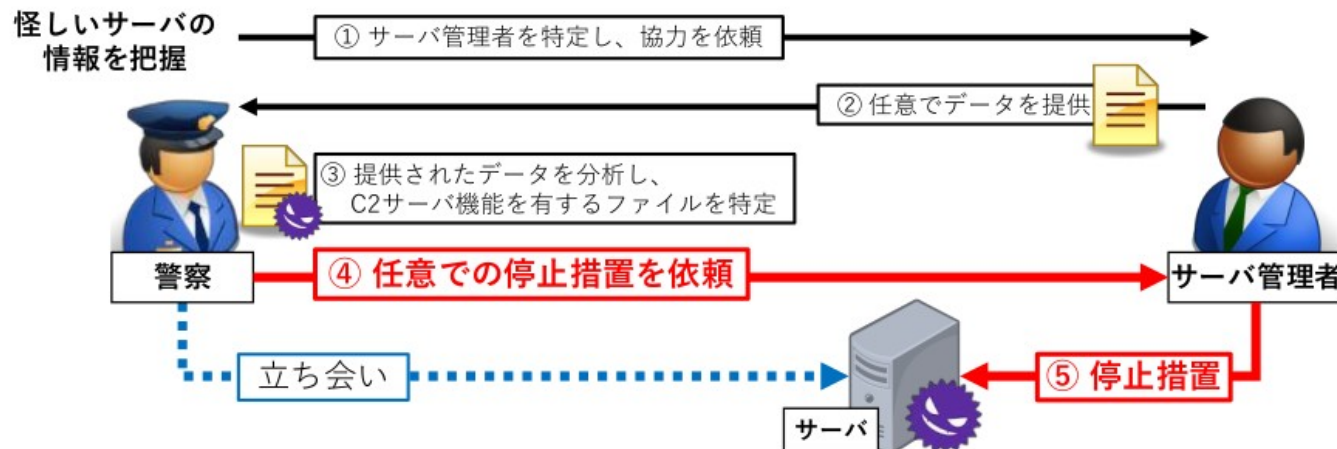 怪しいサーバの
情報を把握
① サーバ管理者を特定し、協力を依頼
② 任意でデータを提供
③ 提供されたデータを分析し、
C2サーバ機能を有するファイルを特定
警察
④ 任意での停止措置を依頼
サーバ管理者
立ち会い
⑤ 停止措置
サーバ